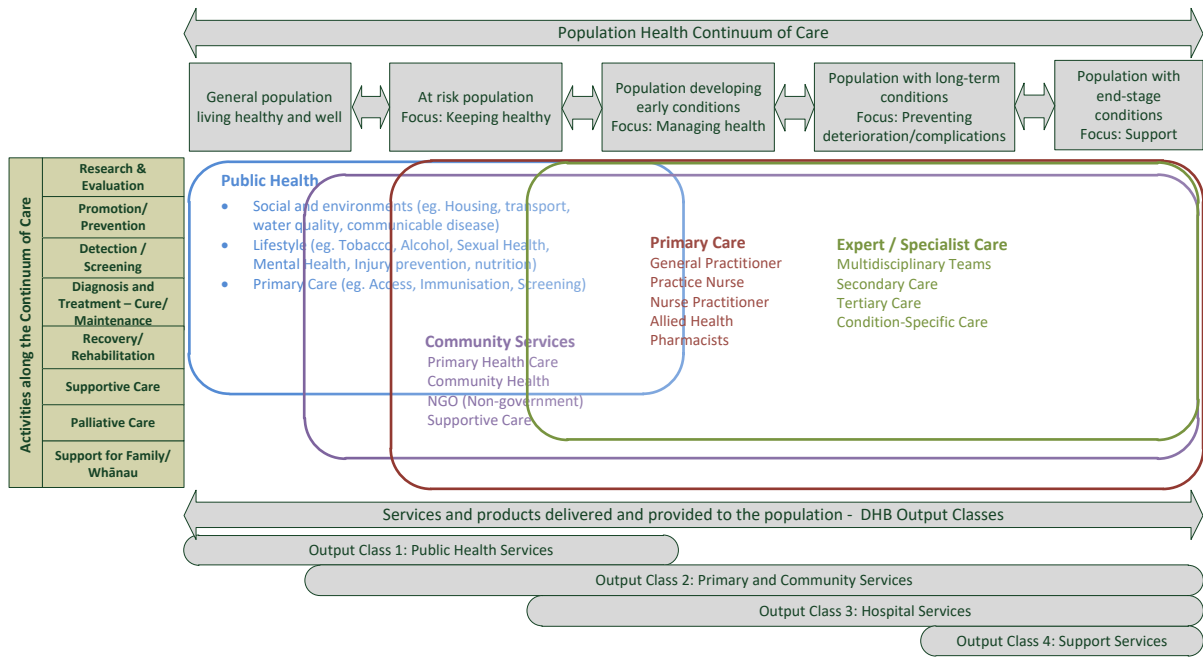 Population Health Continuum of Care
General population
living healthy and well
At risk population
Focus: Keeping healthy
Population developing
early conditions
Focus: Managing health
Population with long-term
conditions
Focus: Preventing
deterioration/complications
Population with
end-stage
conditions
Focus: Support
Activities along the Continuum of Care
Research &
Evaluation
Promotion/
Prevention
Detection /
Screening
Diagnosis and
Treatment – Cure/
Maintenance
Recovery/
Rehabilitation
Supportive Care
Palliative Care
Support for Family/
Whānau
Public Health
• Social and environments (eg. Housing, transport,
water quality, communicable disease)
• Lifestyle (eg. Tobacco, Alcohol, Sexual Health,
Mental Health, Injury prevention, nutrition)
• Primary Care (eg. Access, Immunisation, Screening)
Community Services
Primary Health Care
Community Health
NGO (Non-government)
Supportive Care
Primary Care
General Practitioner
Practice Nurse
Nurse Practitioner
Allied Health
Pharmacists
Expert / Specialist Care
Multidisciplinary Teams
Secondary Care
Tertiary Care
Condition-Specific Care
Services and products delivered and provided to the population - DHB Output Classes
Output Class 1: Public Health Services
Output Class 2: Primary and Community Services
Output Class 3: Hospital Services
Output Class 4: Support Services